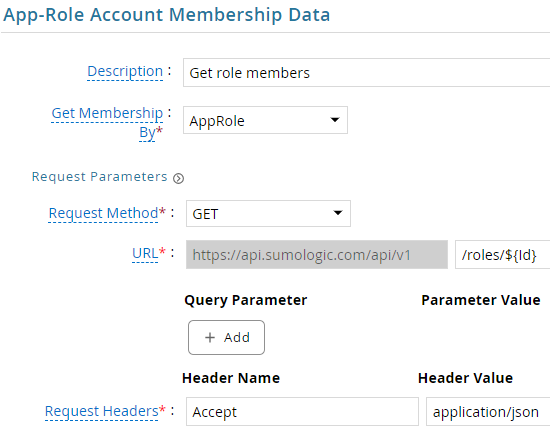 App-Role Account Membership Data
Description : Get role members
Get Membership By* : AppRole
Request Parameters
Request Method* : GET
URL* : https://api.sumologic.com/api/v1 /roles/${Id}
Query Parameter Parameter Value
+ Add
Header Name Header Value
Request Headers* : Accept application/json